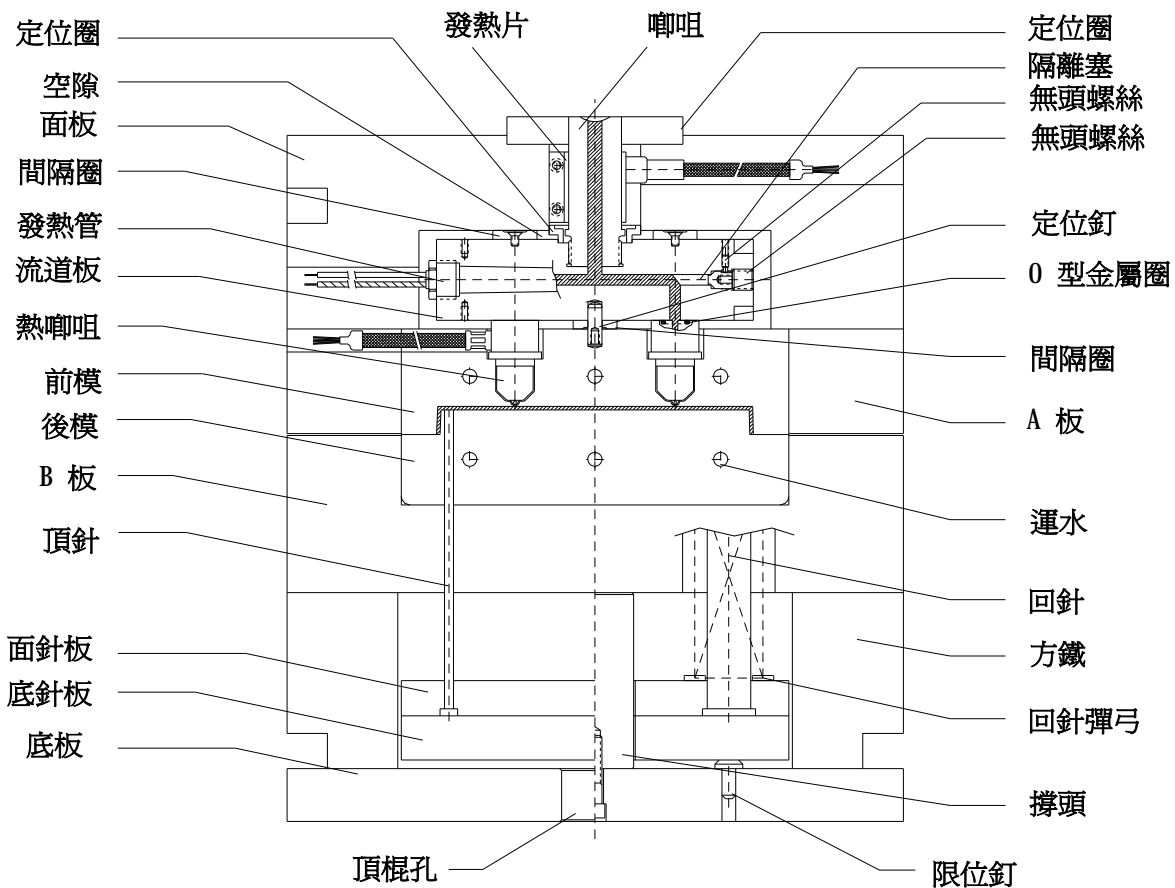 定位圈
發熱片
唧咀
定位圈
空隙
隔離塞
面板
無頭螺絲
無頭螺絲
間隔圈
發熱管
定位釘
流道板
O 型金屬圈
熱唧咀
間隔圈
前模
後模
A 板
B 板
運水
頂針
回針
面針板
方鐵
底針板
回針彈弓
底板
撐頭
頂棍孔
限位釘